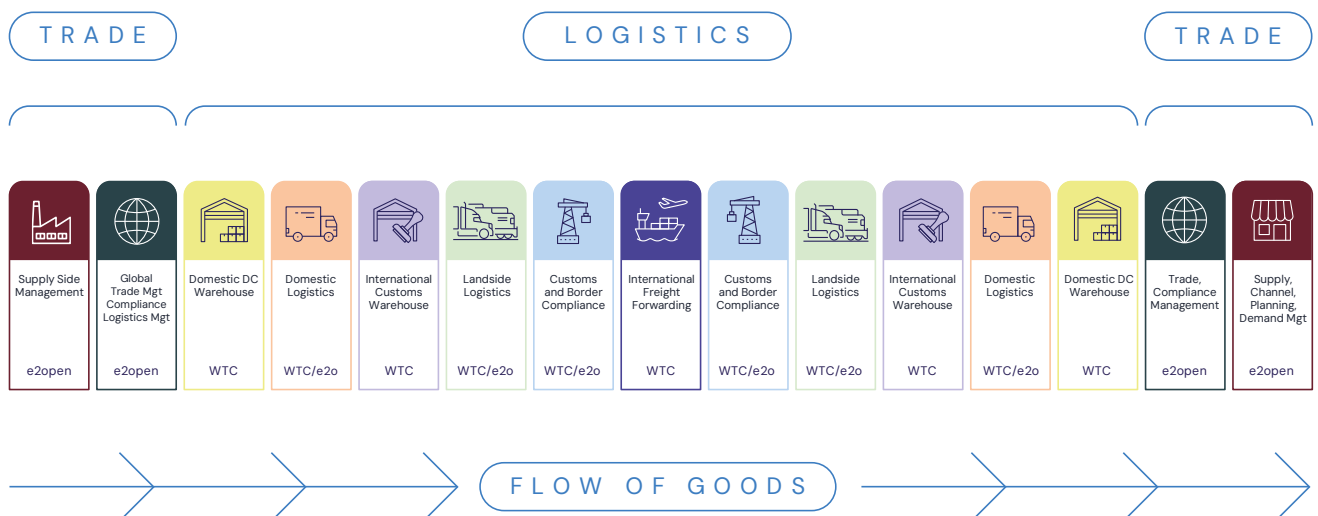 TRADE
LOGISTICS
TRADE
Supply Side
Management
e2open
Global
Trade Mgt
Compliance
Logistics Mgt
e2open
Domestic DC
Warehouse
WTC
Domestic
Logistics
WTC/e2o
International
Customs
Warehouse
WTC
Landside
Logistics
WTC/e2o
Customs
and Border
Compliance
WTC/e2o
International
Freight
Forwarding
WTC
Customs
and Border
Compliance
WTC/e2o
Landside
Logistics
WTC/e2o
International
Customs
Warehouse
WTC
Domestic
Logistics
WTC/e2o
Domestic DC
Warehouse
WTC
Trade,
Compliance
Management
e2open
Supply,
Channel,
Planning,
Demand Mgt
e2open
FLOW OF GOODS